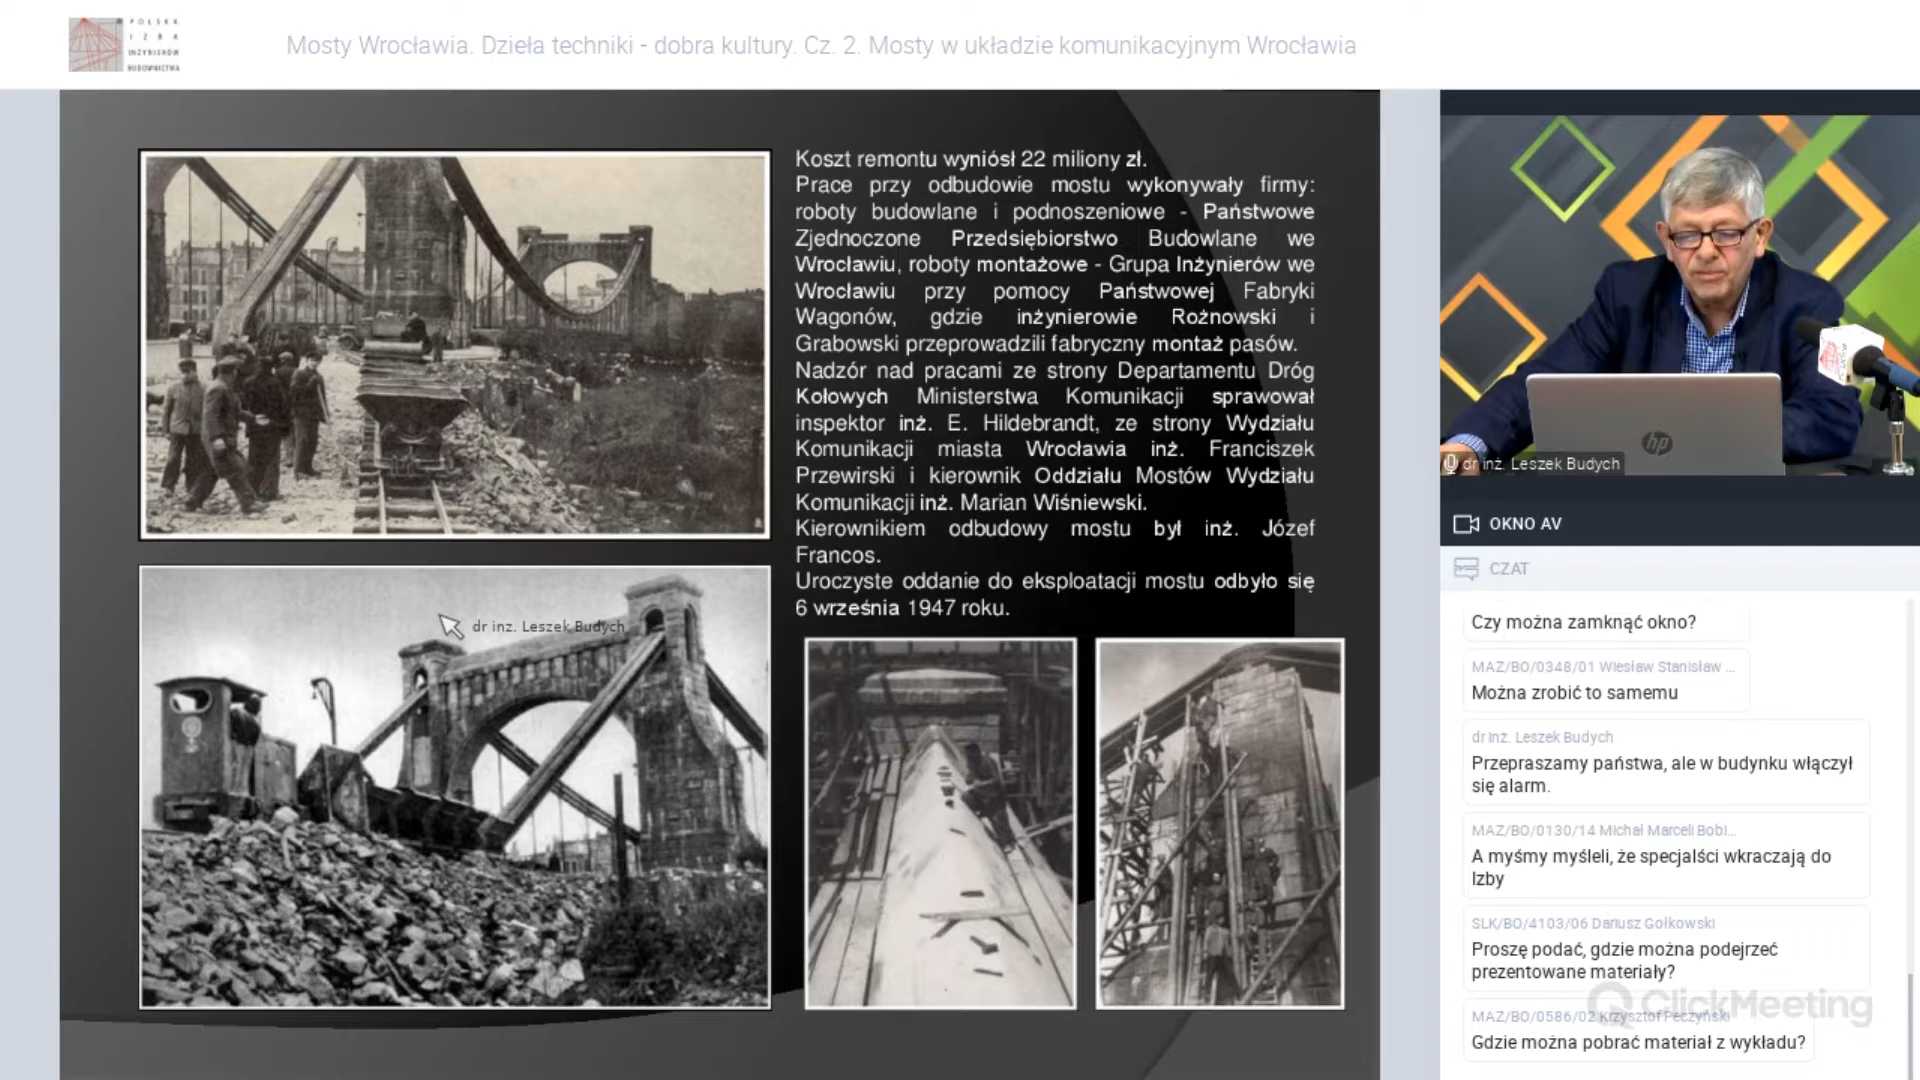 POLSKA
IZBA
INŻYNIERÓW
BUDOWNICTWA
Mosty Wrocławia. Dzieła techniki - dobra kultury. Cz. 2. Mosty w układzie komunikacyjnym Wrocławia
Koszt remontu wyniósł 22 miliony zł.
Prace przy odbudowie mostu wykonywały firmy:
roboty budowlane i podnoszeniowe - Państwowe
Zjednoczone Przedsiębiorstwo Budowlane we
Wrocławiu, roboty montażowe - Grupa Inżynierów we
Wrocławiu przy pomocy Państwowej Fabryki
Wagonów, gdzie inżynierowie Rożnowski i
Grabowski przeprowadzili fabryczny montaż pasów.
Nadzór nad pracami ze strony Departamentu Dróg
Kołowych Ministerstwa Komunikacji sprawował
inspektor inż. E. Hildebrandt, ze strony Wydziału
Komunikacji miasta Wrocławia inż. Franciszek
Przewirski i kierownik Oddziału Mostów Wydziału
Komunikacji inż. Marian Wiśniewski.
Kierownikiem odbudowy mostu był inż. Józef
Francos.
Uroczyste oddanie do eksploatacji mostu odbyło się
6 września 1947 roku.
dr inz. Leszek Budych
hp
dr inż. Leszek Budych
OKNO AV
CZAT
Czy można zamknąć okno?
MAZ/BO/0348/01 Wiesław Stanisław ...
Można zrobić to samemu
dr inż. Leszek Budych
Przepraszamy państwa, ale w budynku włączył
się alarm.
MAZ/BO/0130/14 Michał Marceli Bobi...
A myśmy myśleli, że specjalści wkraczają do
Izby
SLK/BO/4103/06 Dariusz Gołkowski
Proszę podać, gdzie można podejrzeć
prezentowane materiały?
ClickMeeting
MAZ/BO/0586/02 Krzysztof Pęczyński
Gdzie można pobrać materiał z wykładu?